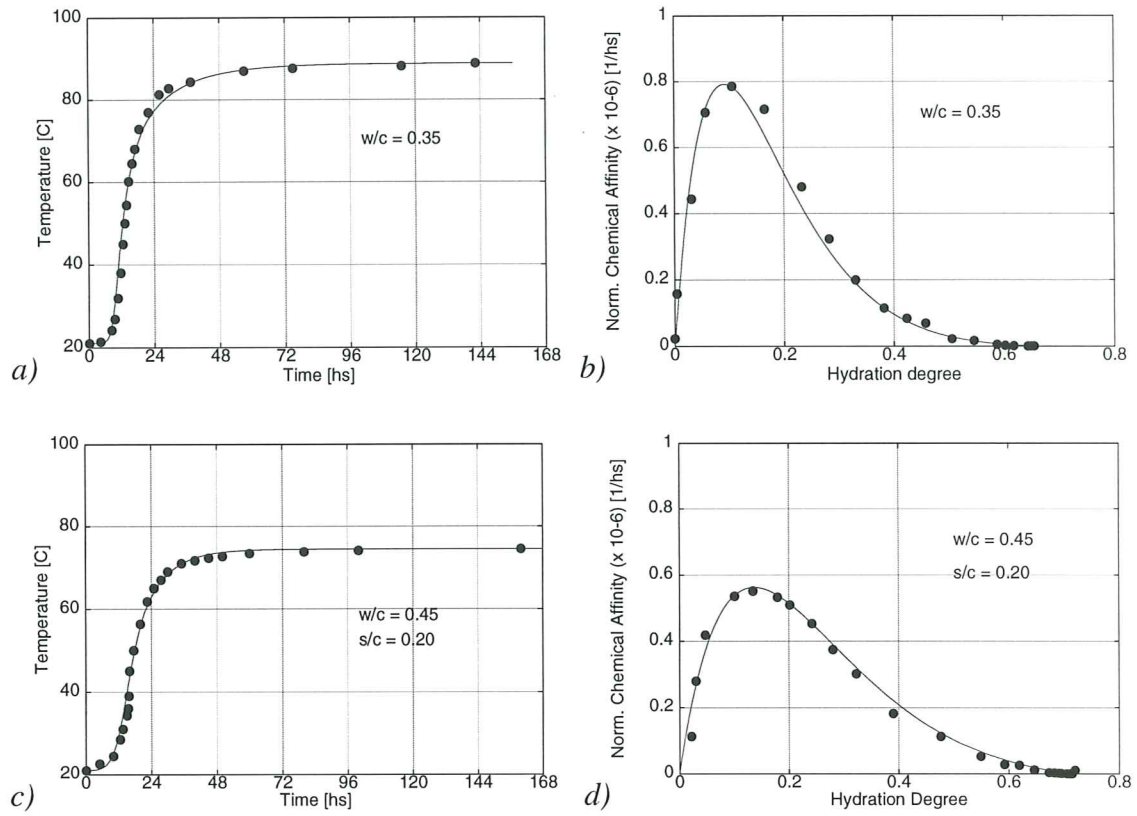 100
80
60
40
20
0
24
48
72
96
120
144
168
Temperature [C]
Time [hs]
w/c = 0.35
a)
1
0.8
0.6
0.4
0.2
0
0
0.2
0.4
0.6
0.8
Norm. Chemical Affinity (x 10-6) [1/hs]
Hydration degree
w/c = 0.35
b)
100
80
60
40
20
0
24
48
72
96
120
144
168
Temperature [C]
Time [hs]
w/c = 0.45
s/c = 0.20
c)
1
0.8
0.6
0.4
0.2
0
0
0.2
0.4
0.6
0.8
Norm. Chemical Affinity (x 10-6) [1/hs]
Hydration Degree
w/c = 0.45
s/c = 0.20
d)